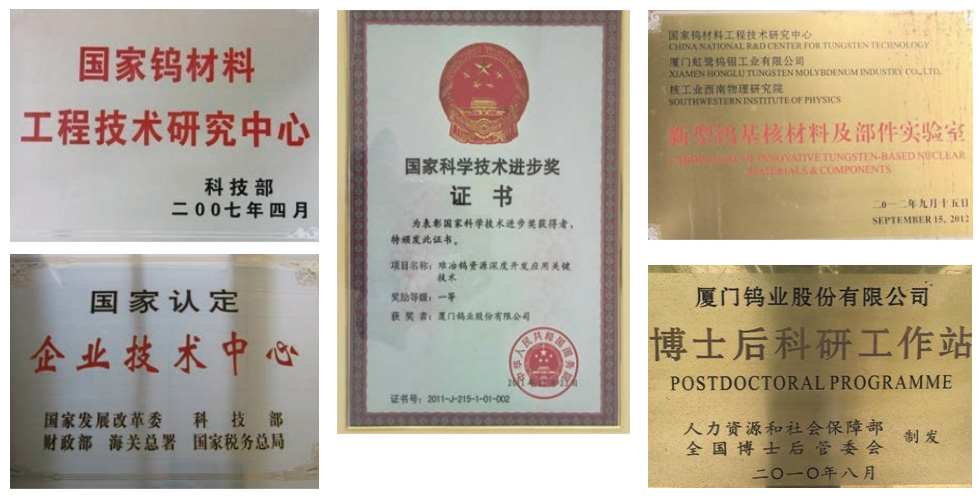 国家钨材料
工程技术研究中心
科技部
二00七年四月
国家认定
企业技术中心
国家发展改革委 科技部
财政部 海关总署 国家税务总局
国家科学技术进步奖
证书
为表彰国家科学技术进步奖获得者,
特颁发此证书。
项目名称:难冶钨资源深度开发应用关键
技术
奖励等级:一等
获奖者:厦门钨业股份有限公司
中华人民共和国国务院
证书号:2011-J-215-1-01-002
国家钨材料工程技术研究中心
CHINA NATIONAL R&D CENTER FOR TUNGSTEN TECHNOLOGY
厦门虹鹭钨钼工业有限公司
XIAMEN HONGLU TUNGSTEN MOLYBDENUM INDUSTRY CO., LTD.
核工业西南物理研究院
SOUTHWESTERN INSTITUTE OF PHYSICS
新型钨基核材料及部件实验室
LABORATORY OF INNOVATIVE TUNGSTEN-BASED NUCLEAR
MATERIALS & COMPONENTS
二0一二年九月十五日
SEPTEMBER 15, 2012
厦门钨业股份有限公司
博士后科研工作站
POSTDOCTORAL PROGRAMME
人力资源和社会保障部
全国博士后管委会
制发
二〇一〇年八月